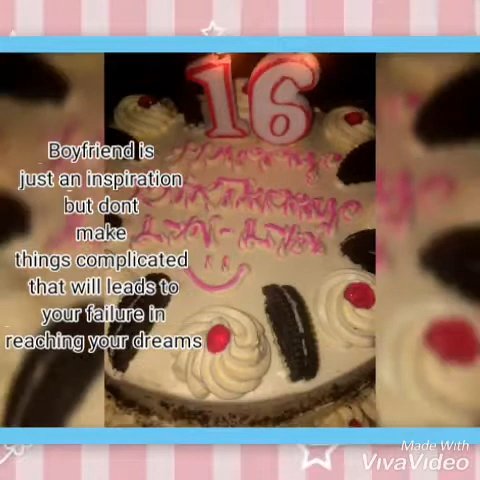 16
Boyfriend is
just an inspiration
but dont
make
things complicated
that will leads to
your failure in
reaching your dreams
Made With
VivaVideo